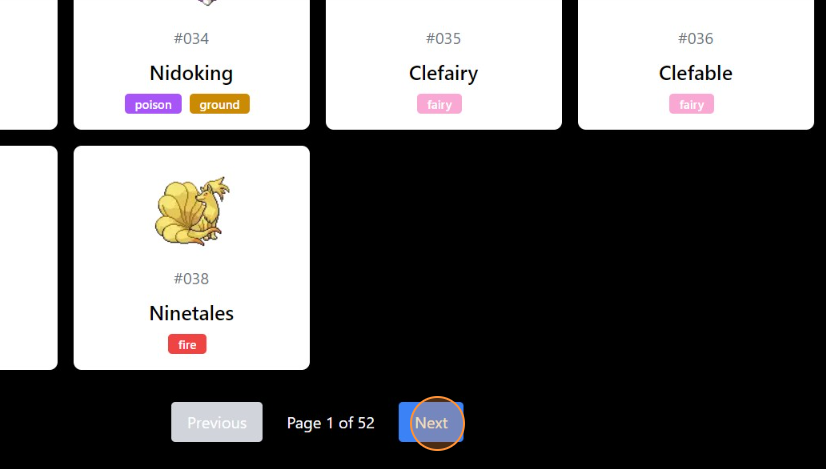 #034
Nidoking
poison ground
#035
Clefairy
fairy
#036
Clefable
fairy
#038
Ninetales
fire
Previous Page 1 of 52 Next